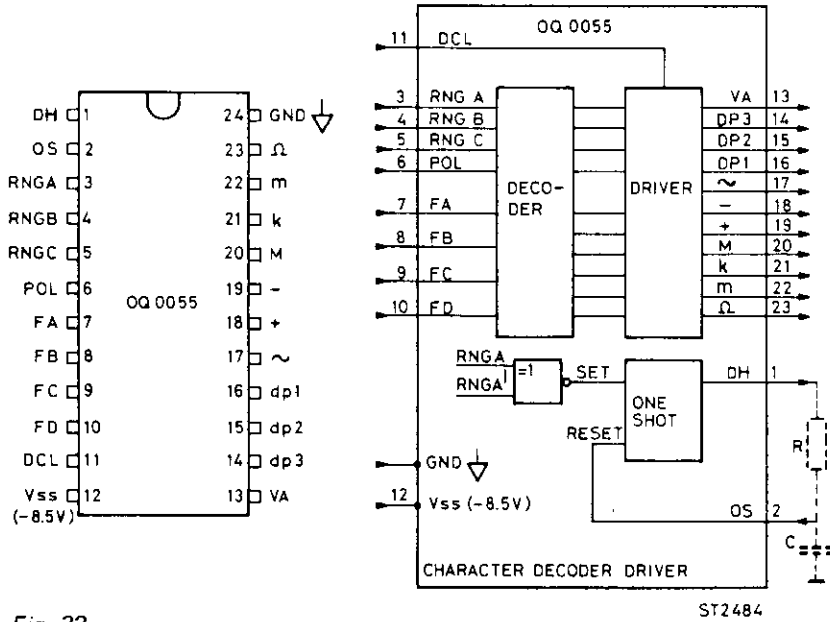 DH 1
OS 2
RNGA 3
RNGB 4
RNGC 5
POL 6
FA 7
FB 8
FC 9
FD 10
DCL 11
Vss 12
(-8.5V)
OQ 0055
24 GND
23 Ω
22 m
21 k
20 M
19 -
18 +
17 ~
16 dp1
15 dp2
14 dp3
13 VA
OQ 0055
11 DCL
3 RNG A
4 RNG B
5 RNG C
6 POL
7 FA
8 FB
9 FC
10 FD
DECO-
DER
DRIVER
VA 13
DP3 14
DP2 15
DP1 16
~ 17
- 18
+ 19
M 20
k 21
m 22
Ω 23
RNGA
RNGA'
=1
SET
ONE
SHOT
RESET
DH 1
R
GND
12 Vss (-8.5V)
OS 2
C
CHARACTER DECODER DRIVER
ST2484